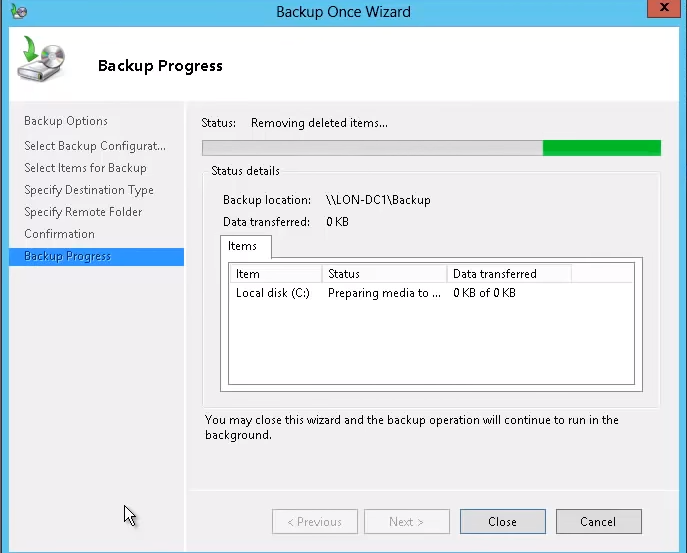 Backup Once Wizard
x
Backup Progress
Backup Options
Select Backup Configurat...
Select Items for Backup
Specify Destination Type
Specify Remote Folder
Confirmation
Backup Progress
Status: Removing deleted items...
Status details
Backup location: \\LON-DC1\Backup
Data transferred: 0 KB
Items
Item Status Data transferred
Local disk (C:) Preparing media to ... 0 KB of 0 KB
You may close this wizard and the backup operation will continue to run in the
background.
< Previous Next > Close Cancel